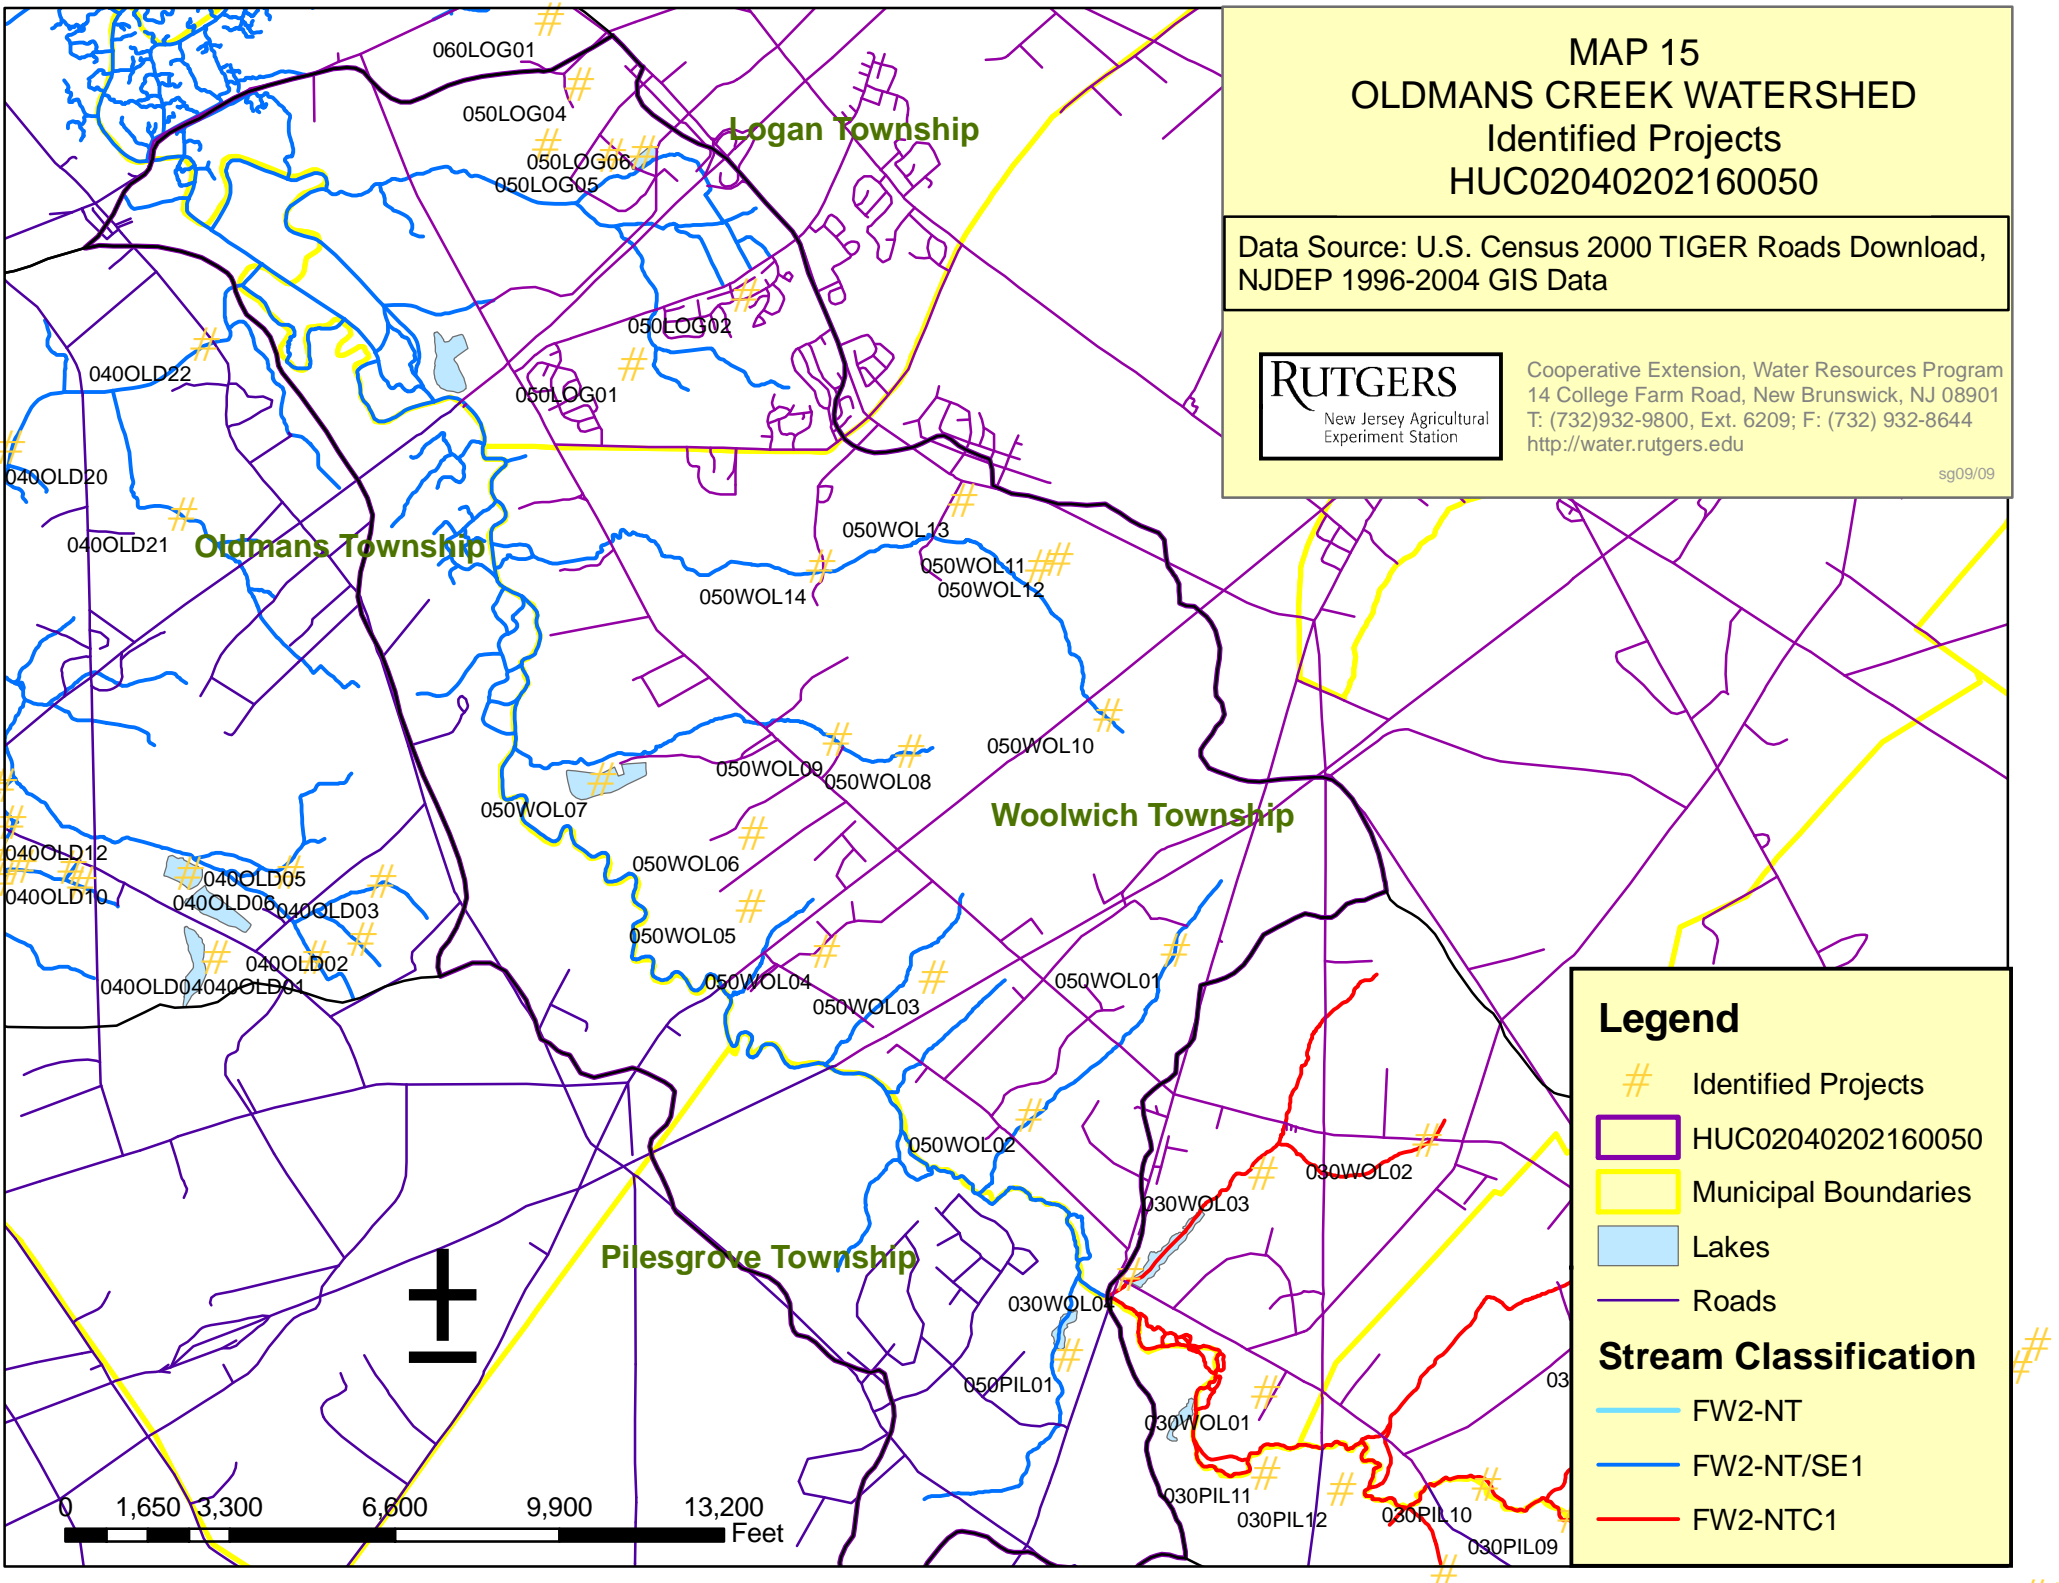 MAP 15
OLDMANS CREEK WATERSHED
Identified Projects
HUC02040202160050
Data Source: U.S. Census 2000 TIGER Roads Download,
NJDEP 1996-2004 GIS Data
RUTGERS
New Jersey Agricultural
Experiment Station
Cooperative Extension, Water Resources Program
14 College Farm Road, New Brunswick, NJ 08901
T: (732)932-9800, Ext. 6209; F: (732) 932-8644
http://water.rutgers.edu
sg09/09
060LOG01
050LOG04
Logan Township
050LOG06
050LOG05
050LOG02
040OLD22
050LOG01
040OLD20
050WOL13
040OLD21
Oldmans Township
050WOL11
050WOL12
050WOL14
050WOL10
050WOL09
050WOL08
050WOL07
Woolwich Township
040OLD12
050WOL06
040OLD05
040OLD10
040OLD06
040OLD03
050WOL05
040OLD02
050WOL04
050WOL01
040OLD04
040OLD01
050WOL03
050WOL02
030WOL02
030WOL03
Pilesgrove Township
030WOL04
050PIL01
03
030WOL01
030PIL11
030PIL12
030PIL10
030PIL09
Legend
Identified Projects
HUC02040202160050
Municipal Boundaries
Lakes
Roads
Stream Classification
FW2-NT
FW2-NT/SE1
FW2-NTC1
0 1,650 3,300 6,600 9,900 13,200
Feet